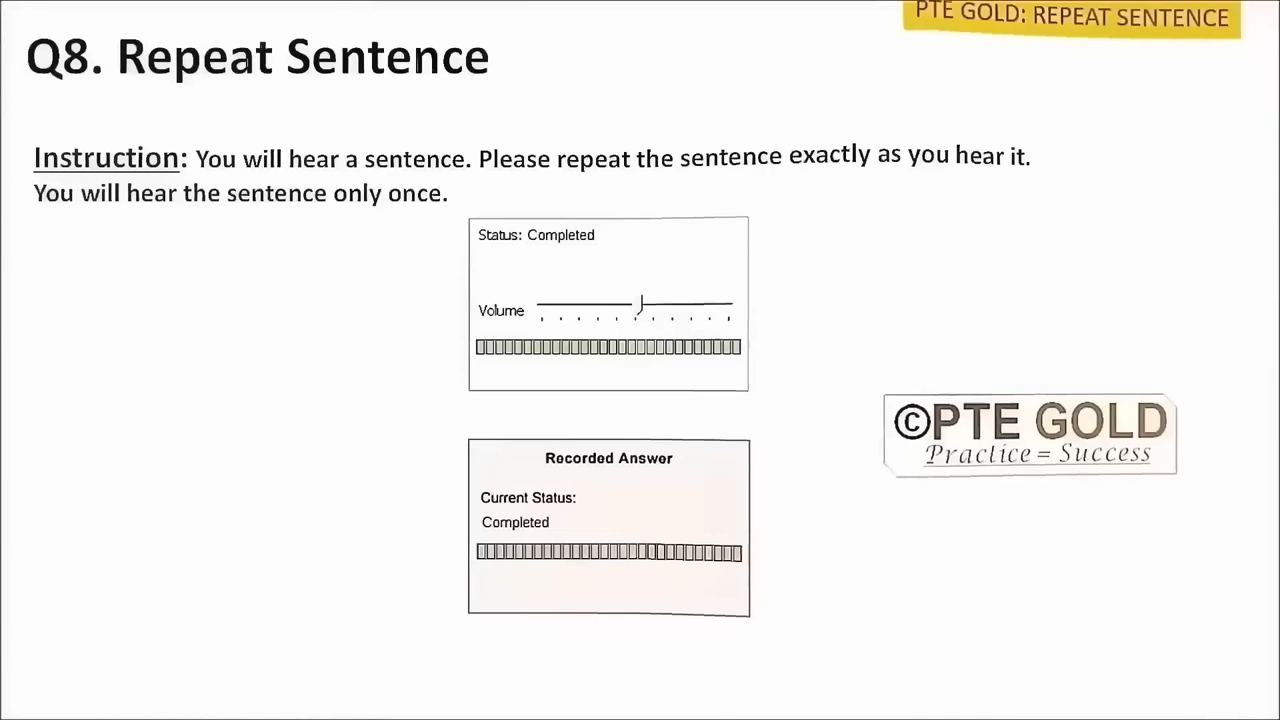 PTE GOLD: REPEAT SENTENCE
Q8. Repeat Sentence
Instruction: You will hear a sentence. Please repeat the sentence exactly as you hear it.
You will hear the sentence only once.
Status: Completed
Volume
©PTE GOLD
Practice = Success
Recorded Answer
Current Status:
Completed